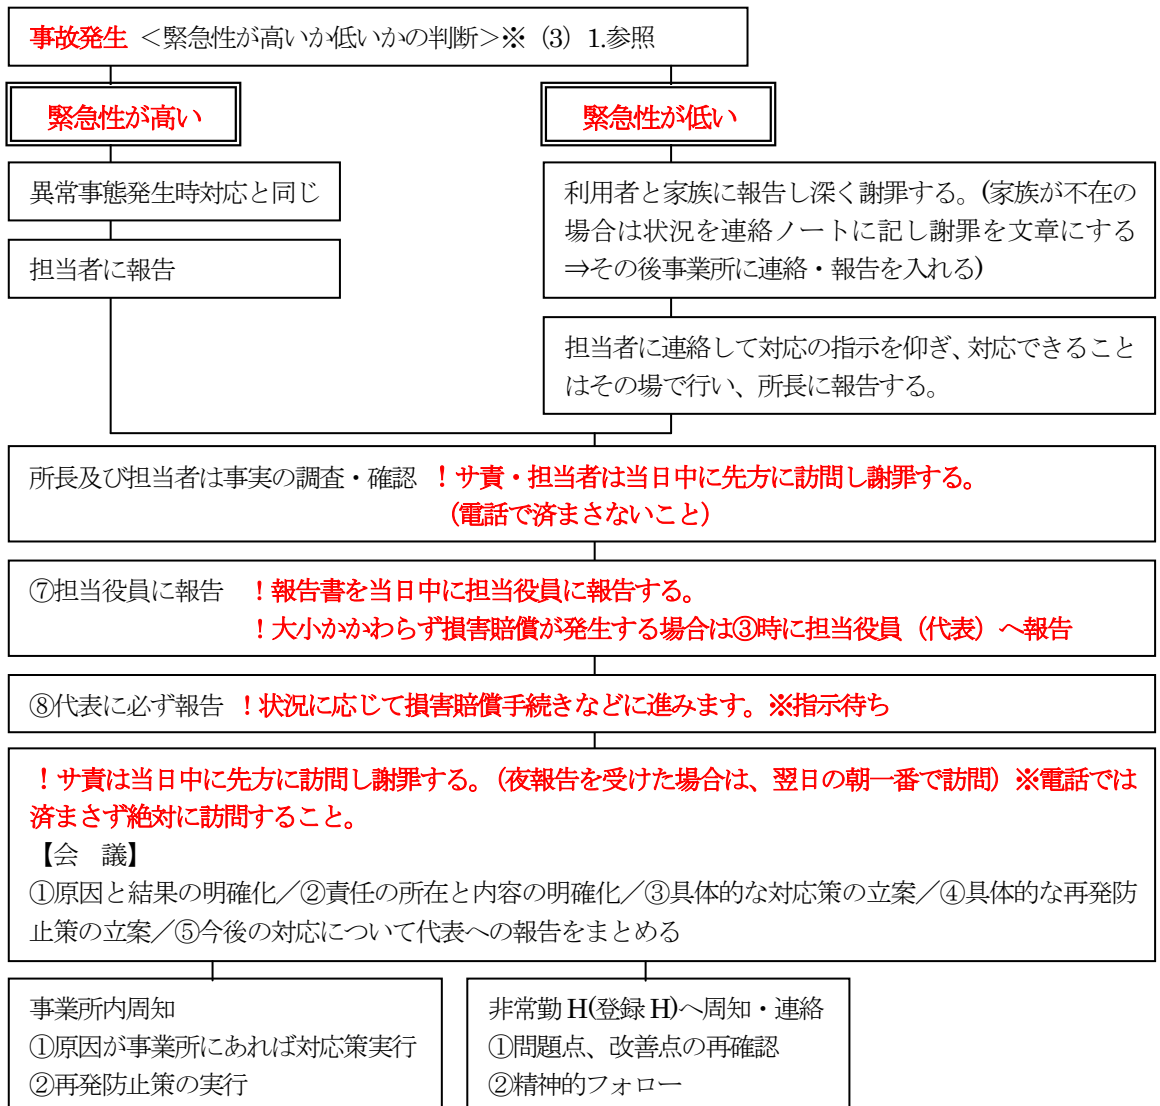 事故発生 <緊急性が高いか低いかの判断>※（3）1.参照
緊急性が高い
緊急性が低い
異常事態発生時対応と同じ
担当者に報告
利用者と家族に報告し深く謝罪する。(家族が不在の
場合は状況を連絡ノートに記し謝罪を文章にする
⇒その後事業所に連絡・報告を入れる)
担当者に連絡して対応の指示を仰ぎ、対応できること
はその場で行い、所長に報告する。
所長及び担当者は事実の調査・確認 ！サ責・担当者は当日中に先方に訪問し謝罪する。
（電話で済まさないこと）
⑦担当役員に報告 ！報告書を当日中に担当役員に報告する。
！大小かかわらず損害賠償が発生する場合は③時に担当役員（代表）へ報告
⑧代表に必ず報告 ！状況に応じて損害賠償手続きなどに進みます。※指示待ち
！サ責は当日中に先方に訪問し謝罪する。（夜報告を受けた場合は、翌日の朝一番で訪問）※電話では
済まさず絶対に訪問すること。
【会　議】
①原因と結果の明確化／②責任の所在と内容の明確化／③具体的な対応策の立案／④具体的な再発防
止策の立案／⑤今後の対応について代表への報告をまとめる
事業所内周知
①原因が事業所にあれば対応策実行
②再発防止策の実行
非常勤H(登録H)へ周知・連絡
①問題点、改善点の再確認
②精神的フォロー